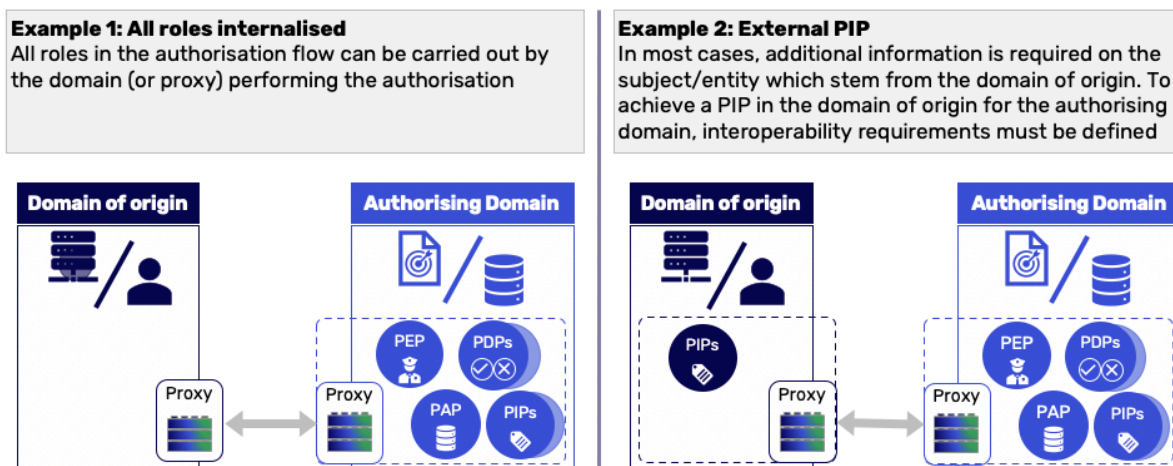 Example 1: All roles internalised
All roles in the authorisation flow can be carried out by
the domain (or proxy) performing the authorisation
Domain of origin
Authorising Domain
PEP
PDPs
Proxy
Proxy
PAP
PIPs
Example 2: External PIP
In most cases, additional information is required on the
subject/entity which stem from the domain of origin. To
achieve a PIP in the domain of origin for the authorising
domain, interoperability requirements must be defined
Domain of origin
Authorising Domain
PIPs
PEP
PDPs
Proxy
Proxy
PAP
PIPs